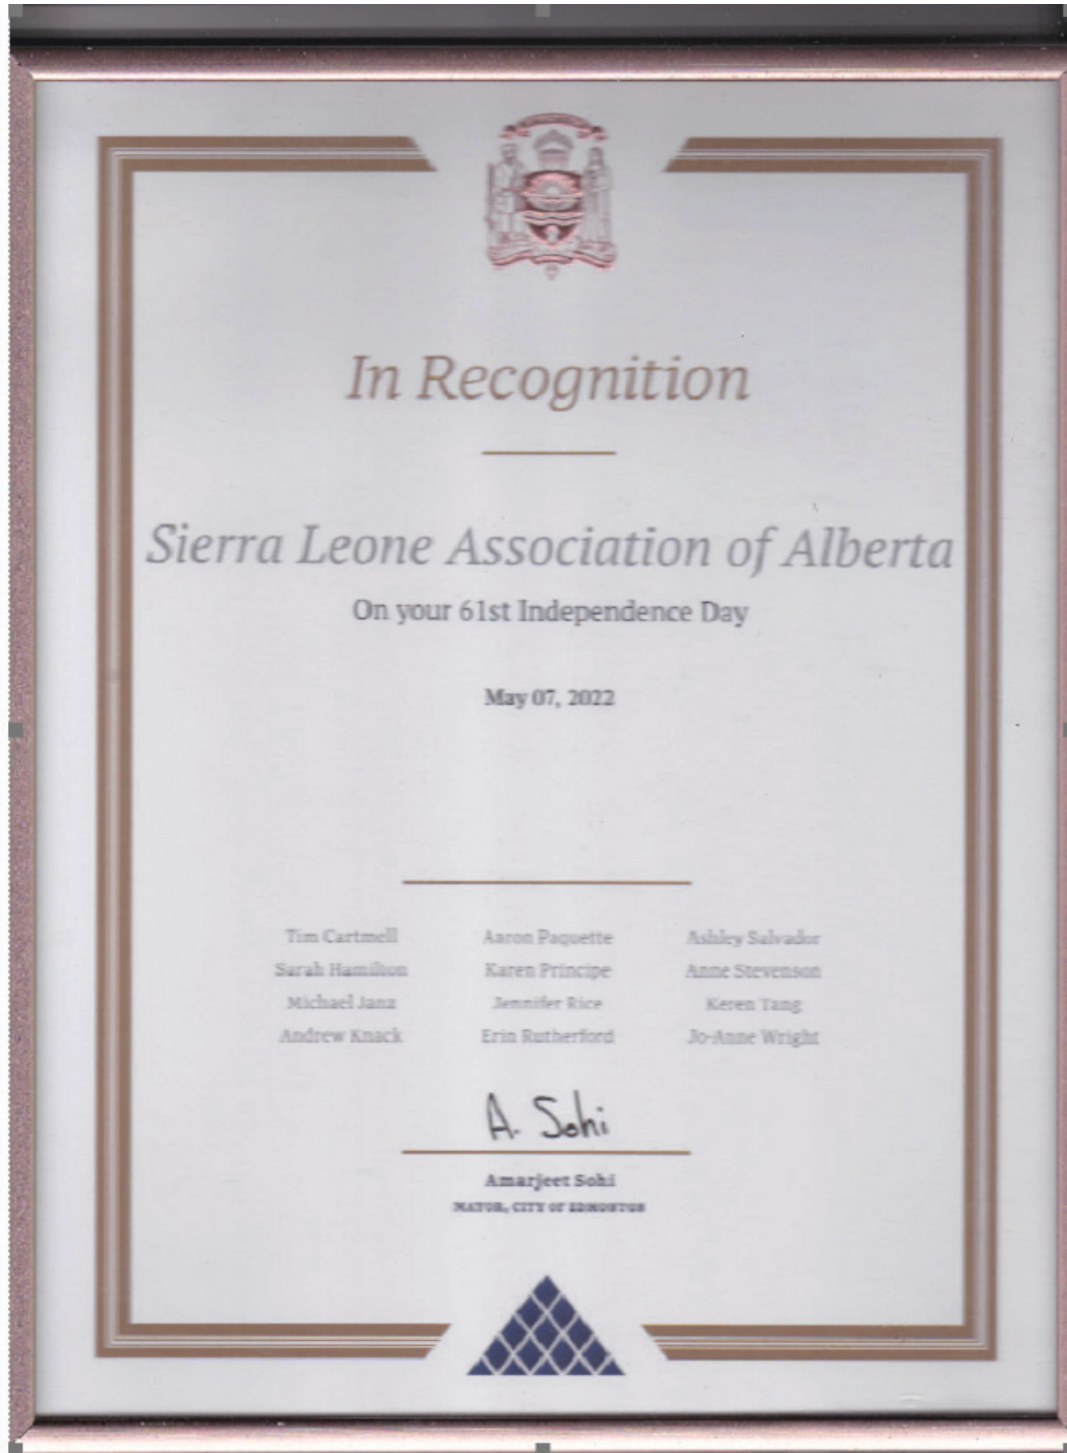 In Recognition
Sierra Leone Association of Alberta
On your 61st Independence Day
May 07, 2022
Tim Cartmell Aaron Paquette Ashley Salvador
Sarah Hamilton Karen Principe Anne Stevenson
Michael Janz Jennifer Rice Keren Tang
Andrew Knack Erin Rutherford Jo-Anne Wright
A. Sohi
Amarjeet Sohi
MAYOR, CITY OF EDMONTON